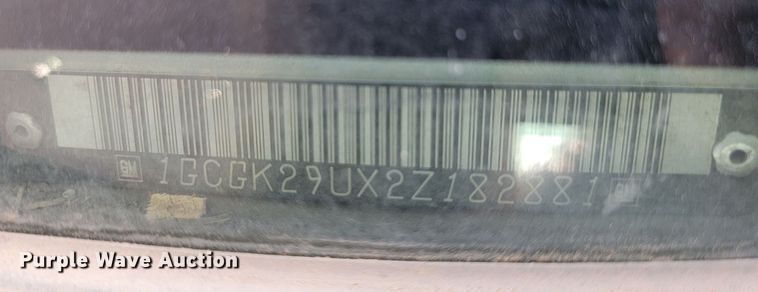 GM 1GCGK29UX2Z182881 GM
Purple Wave Auction